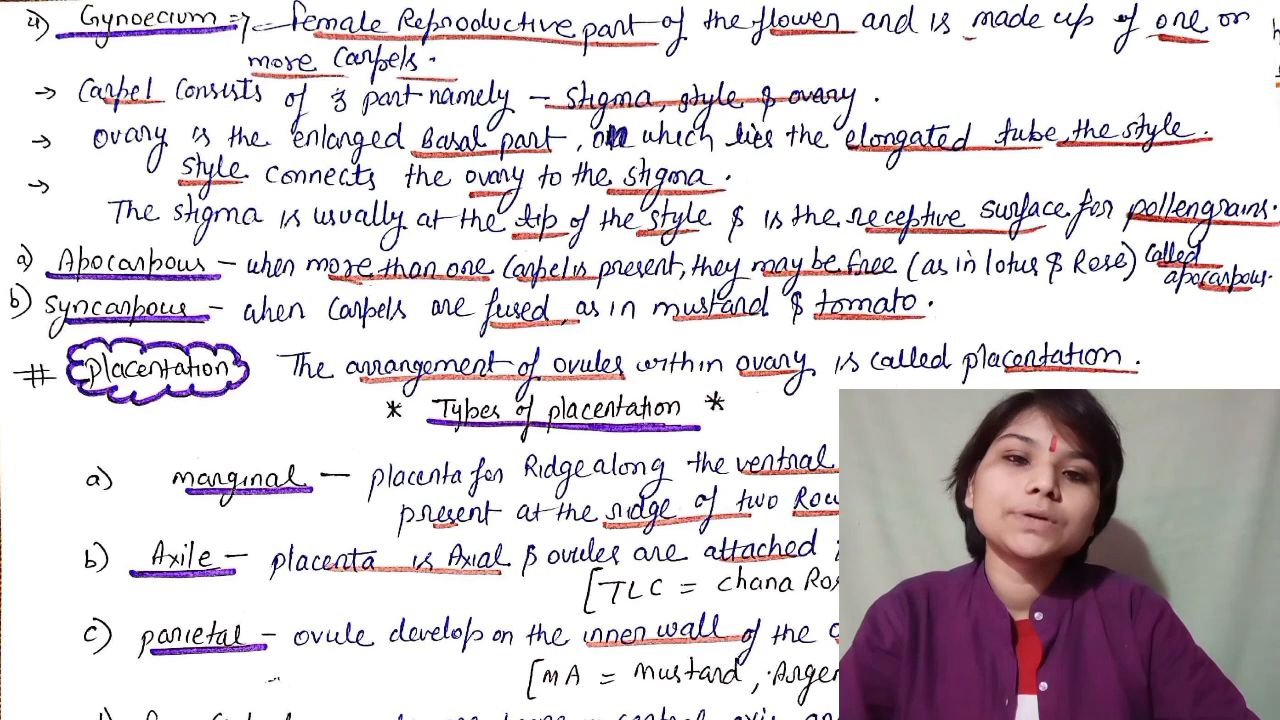 4) Gynoecium => - female Reproductive part of the flower and is made up of one or
more carpels.
→ Carpel Consists of 3 part namely - stigma, style & ovary.
→ ovary is the enlarged Basal part, on which lies the elongated tube, the style.
→ style connects the ovary to the stigma.
The stigma is usually at the tip of the style & is the receptive surface for pollengrains.
a) Apocarpous - when more than one carpel is present, they may be free (as in lotus & Rose) called apocarpous.
b) syncarpous - when carpels are fused, as in mustard & tomato.
# Placentation The arrangement of ovules within ovary is called placentation.
* Types of placentation *
a) marginal - placenta for Ridge along the ventral
present at the ridge of two Row
b) Axile - placenta is Axial & ovules are attached
[TLC = chana Ros
c) parietal - ovule develop on the inner wall of the
[MA = mustard, Argem